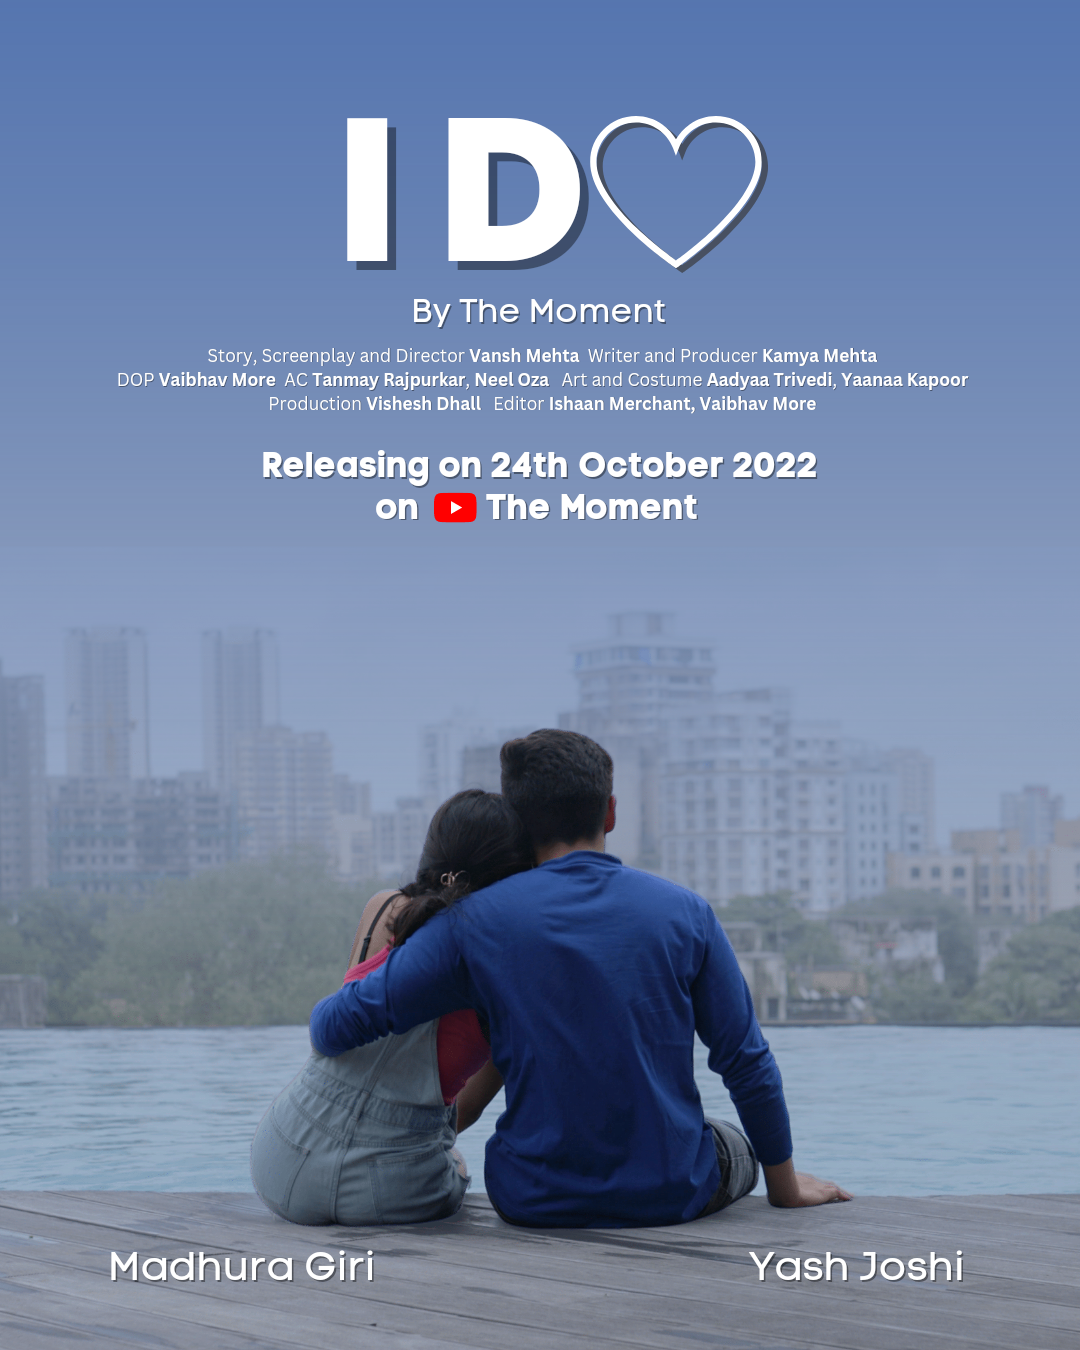 I D♡
By The Moment
Story, Screenplay and Director Vansh Mehta Writer and Producer Kamya Mehta
DOP Vaibhav More AC Tanmay Rajpurkar, Neel Oza Art and Costume Aadyaa Trivedi, Yaanaa Kapoor
Production Vishesh Dhall Editor Ishaan Merchant, Vaibhav More
Releasing on 24th October 2022
on The Moment
Madhura Giri Yash Joshi